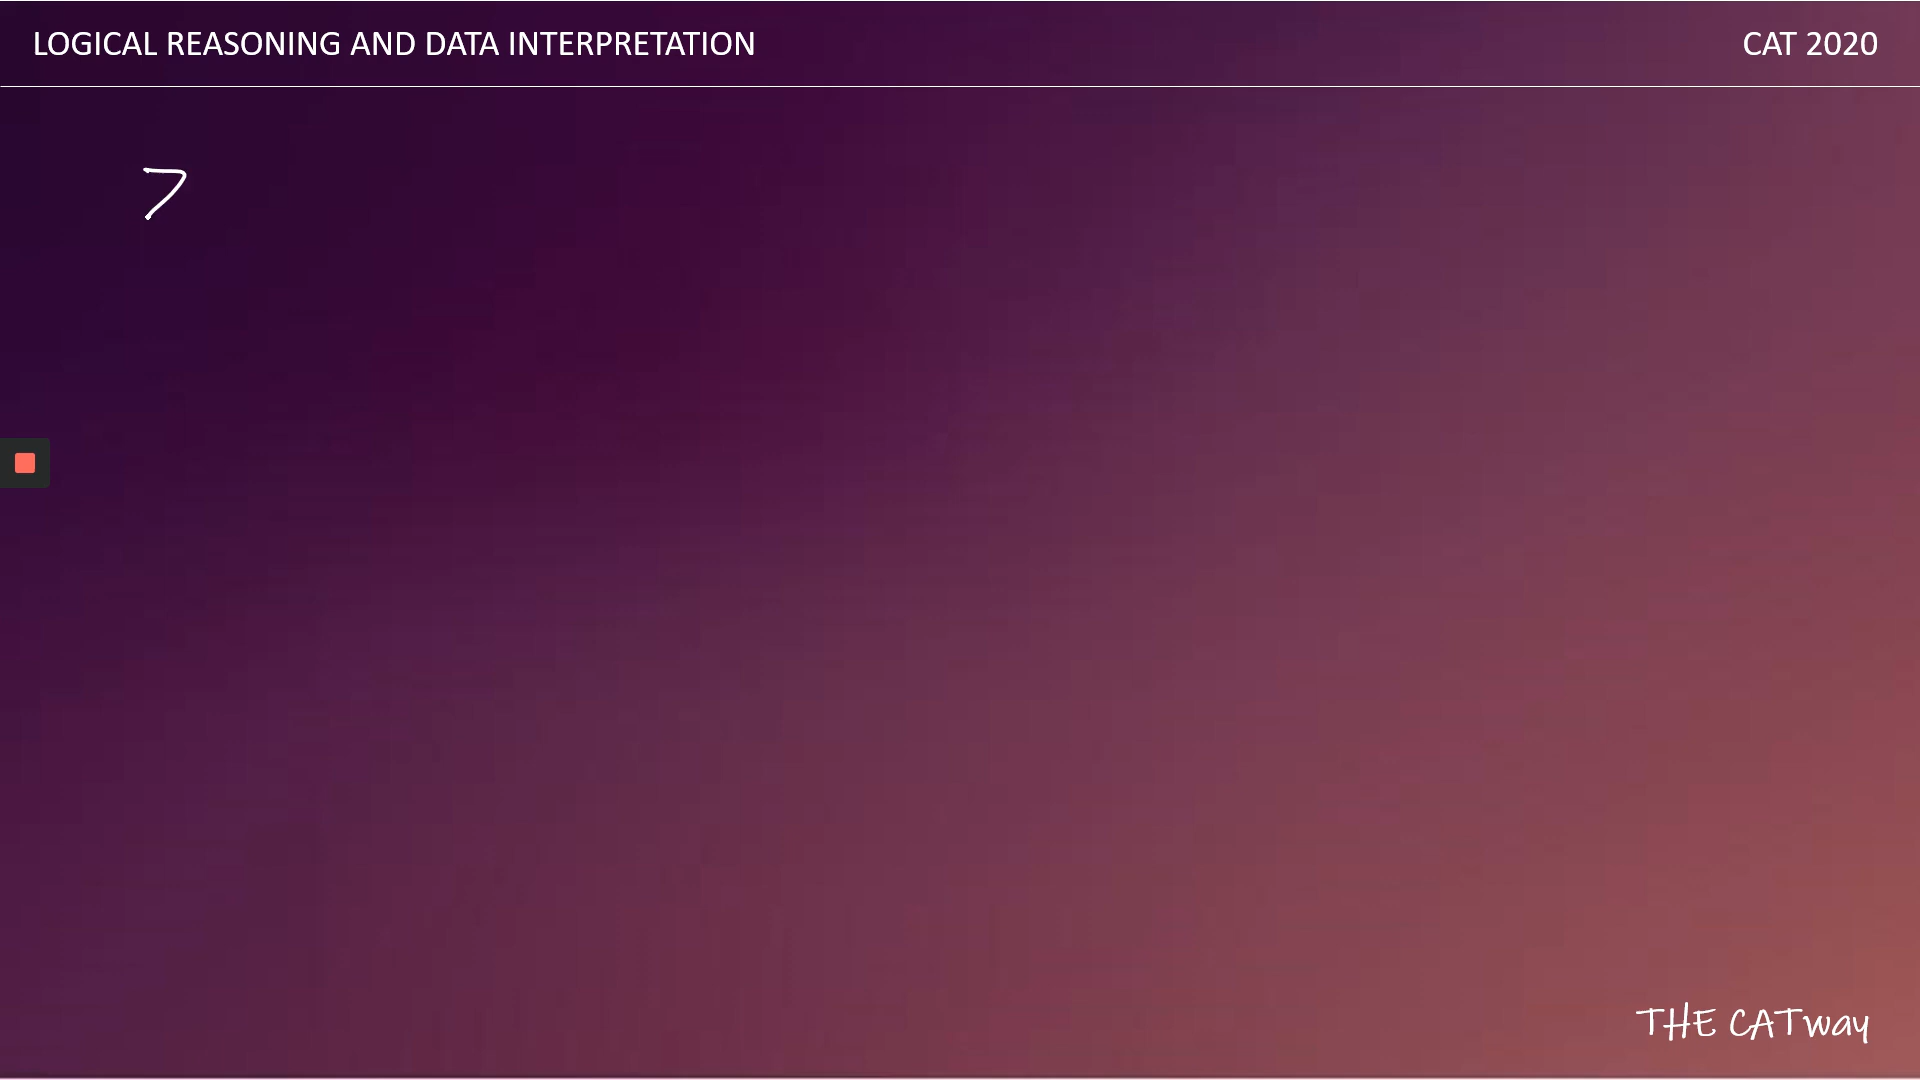 LOGICAL REASONING AND DATA INTERPRETATION
CAT 2020
7
THE CATway